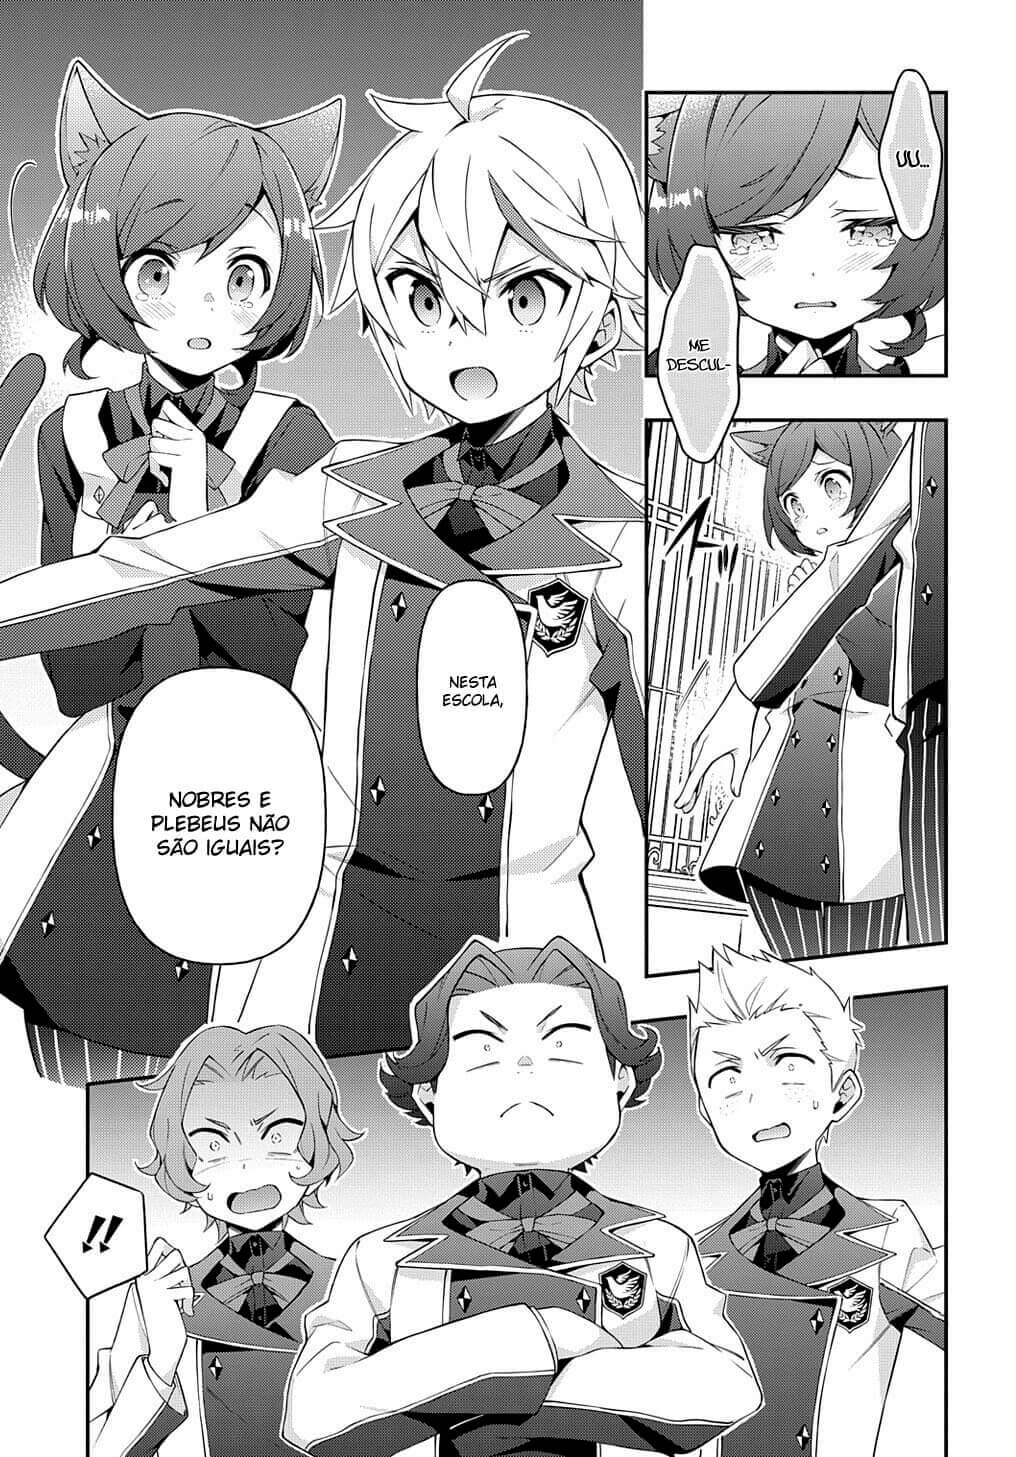 UU...
ME
DESCUL-
NESTA
ESCOLA,
NOBRES E
PLEBEUS NÃO
SÃO IGUAIS?
!!